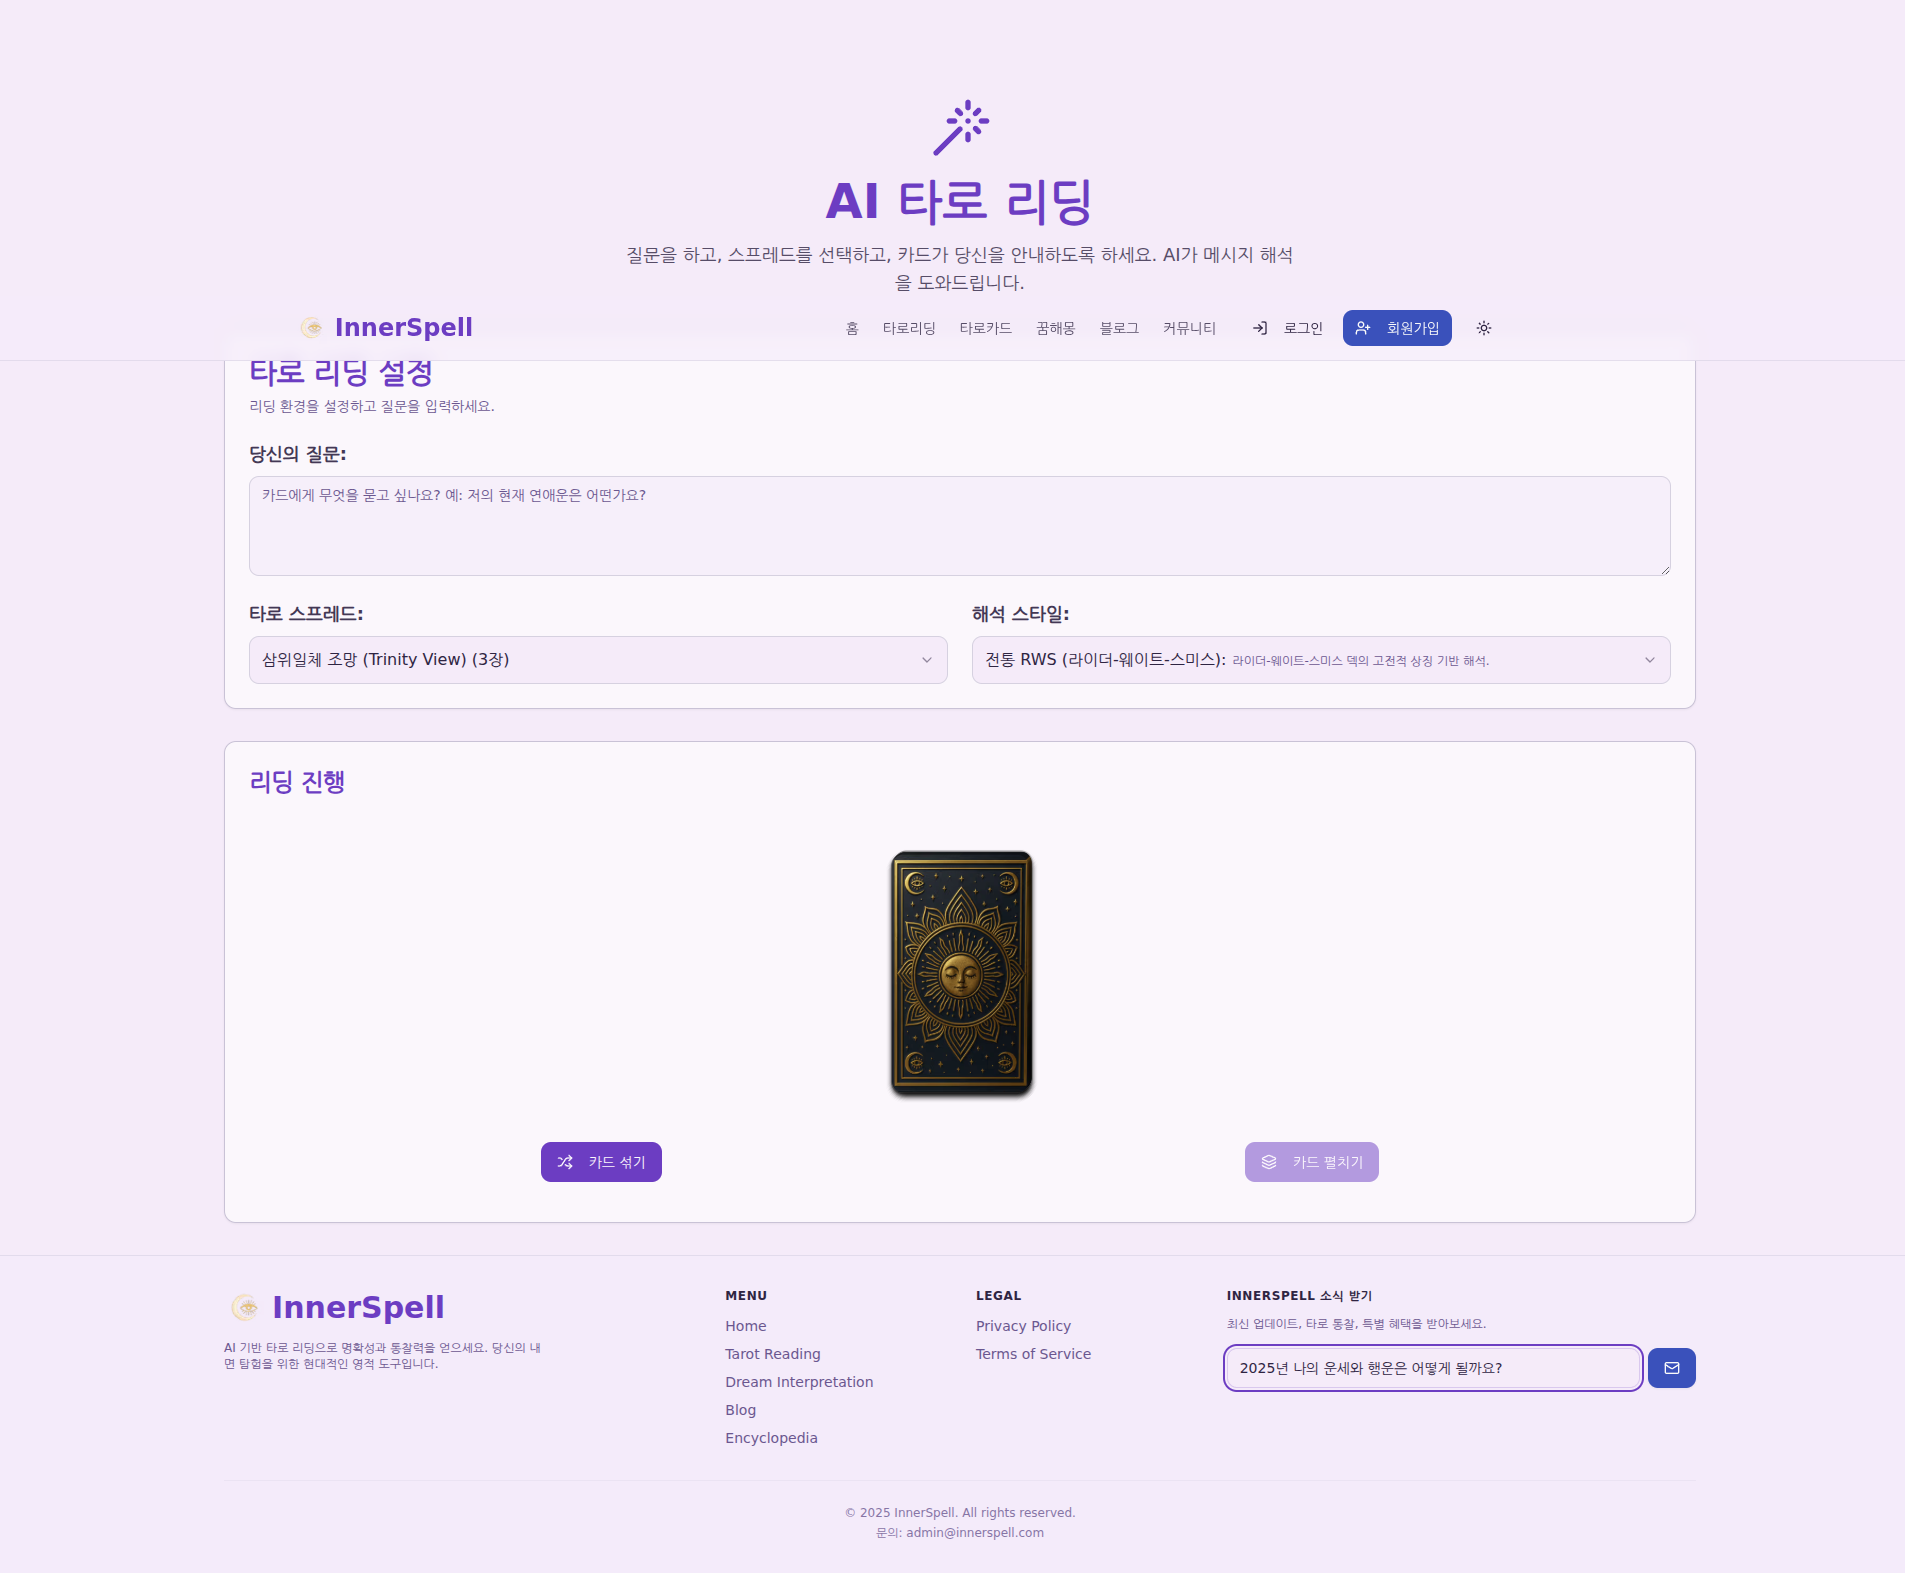 AI 타로 리딩
질문을 하고, 스프레드를 선택하고, 카드가 당신을 안내하도록 하세요. AI가 메시지 해석
을 도와드립니다.
InnerSpell 홈 타로리딩 타로카드 꿈해몽 블로그 커뮤니티 로그인 회원가입
타로 리딩 설정
리딩 환경을 설정하고 질문을 입력하세요.
당신의 질문:
카드에게 무엇을 묻고 싶나요? 예: 저의 현재 연애운은 어떤가요?
타로 스프레드:
삼위일체 조망 (Trinity View) (3장)
해석 스타일:
전통 RWS (라이더-웨이트-스미스): 라이더-웨이트-스미스 덱의 고전적 상징 기반 해석.
리딩 진행
카드 섞기
카드 펼치기
InnerSpell
AI 기반 타로 리딩으로 명확성과 통찰력을 얻으세요. 당신의 내
면 탐험을 위한 현대적인 영적 도구입니다.
MENU
Home
Tarot Reading
Dream Interpretation
Blog
Encyclopedia
LEGAL
Privacy Policy
Terms of Service
INNERSPELL 소식 받기
최신 업데이트, 타로 통찰, 특별 혜택을 받아보세요.
2025년 나의 운세와 행운은 어떻게 될까요?
© 2025 InnerSpell. All rights reserved.
문의: admin@innerspell.com